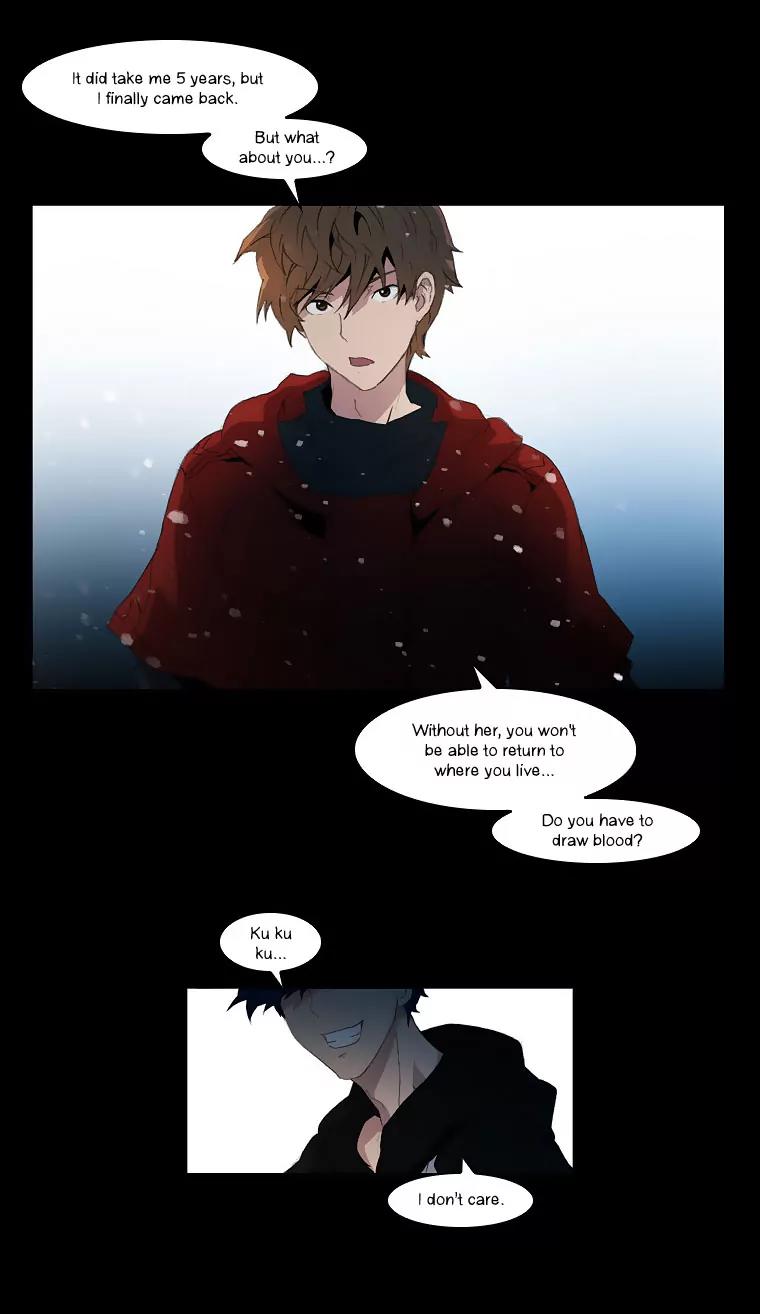 It did take me 5 years, but
I finally came back.
But what
about you...?
Without her, you won't
be able to return to
where you live...
Do you have to
draw blood?
Ku ku
ku...
I don't care.